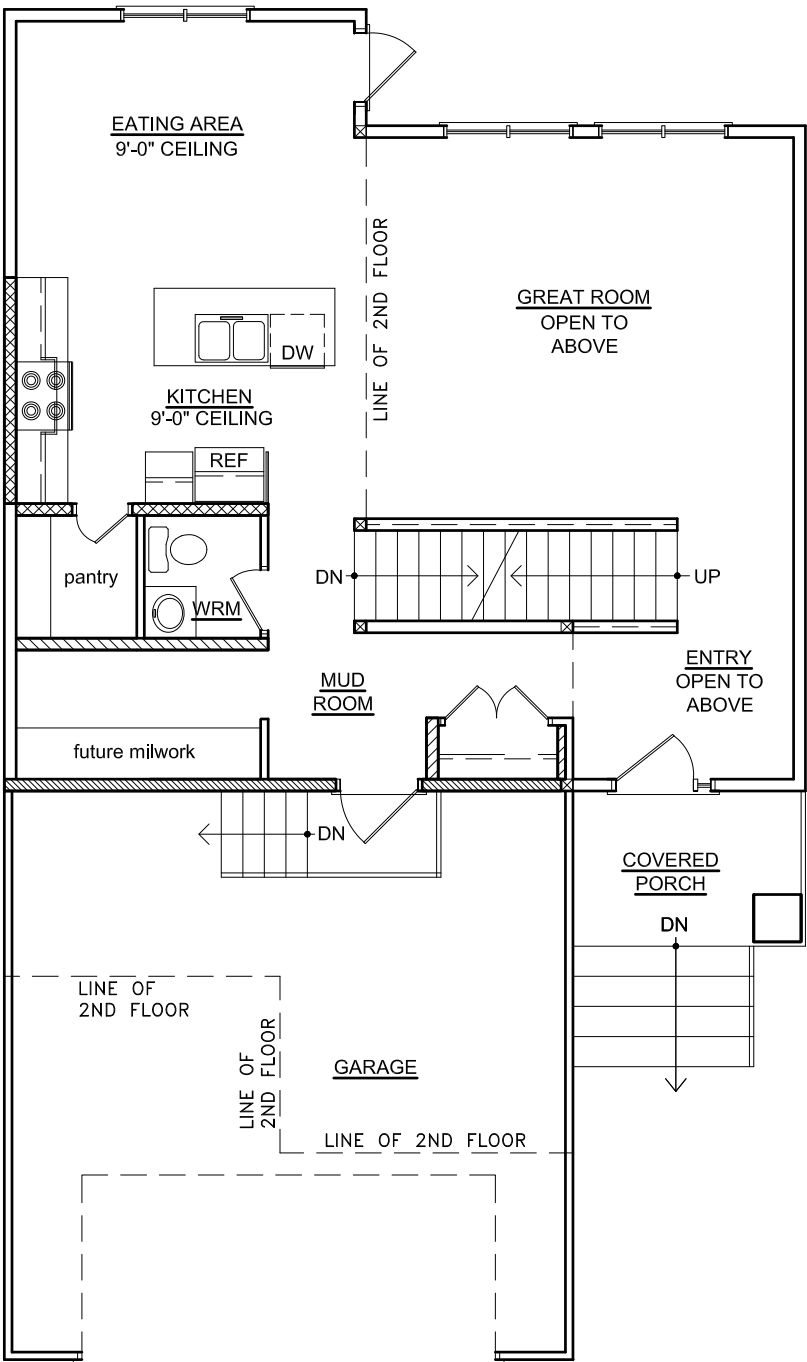 EATING AREA
9'-0" CEILING
GREAT ROOM
OPEN TO
ABOVE
LINE OF 2ND FLOOR
DW
KITCHEN
9'-0" CEILING
REF
pantry
WRM
DN
UP
MUD
ROOM
ENTRY
OPEN TO
ABOVE
future milwork
DN
COVERED
PORCH
DN
LINE OF
2ND FLOOR
LINE OF
2ND FLOOR
GARAGE
LINE OF 2ND FLOOR